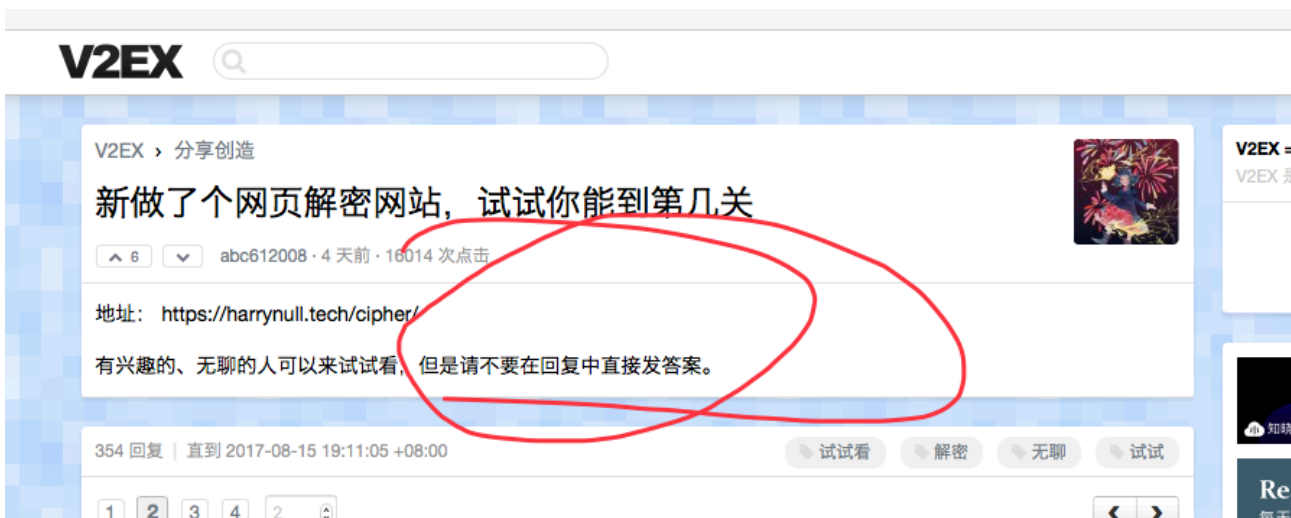 V2EX
V2EX › 分享创造
新做了个网页解密网站，试试你能到第几关
6 abc612008 · 4 天前 · 16014 次点击
地址： https://harrynull.tech/cipher/
有兴趣的、无聊的人可以来试试看，但是请不要在回复中直接发答案。
354 回复 | 直到 2017-08-15 19:11:05 +08:00
试试看 解密 无聊 试试
1 2 3 4 2
V2EX =
V2EX 是
知晓
Re
每天